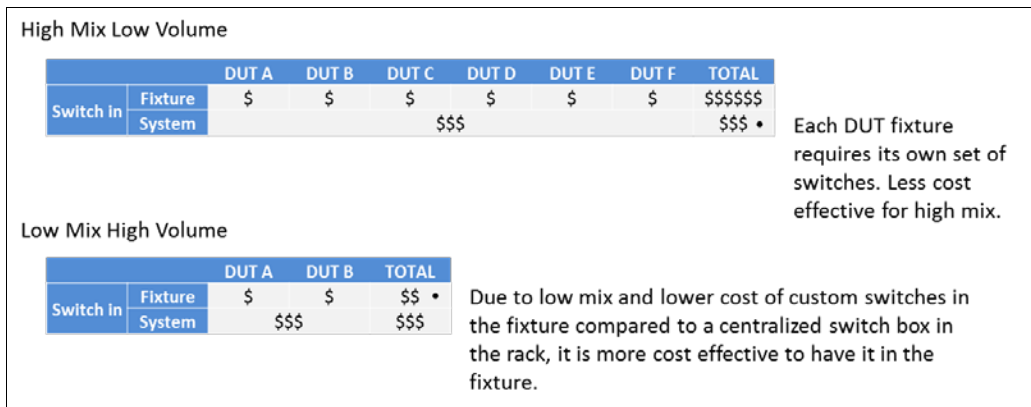 High Mix Low Volume
DUT A DUT B DUT C DUT D DUT E DUT F TOTAL
Switch in Fixture $ $ $ $ $ $ $$$$$$
System $$$ $$$ •
Each DUT fixture
requires its own set of
switches. Less cost
effective for high mix.
Low Mix High Volume
DUT A DUT B TOTAL
Switch in Fixture $ $ $$ •
System $$$ $$$
Due to low mix and lower cost of custom switches in
the fixture compared to a centralized switch box in
the rack, it is more cost effective to have it in the
fixture.